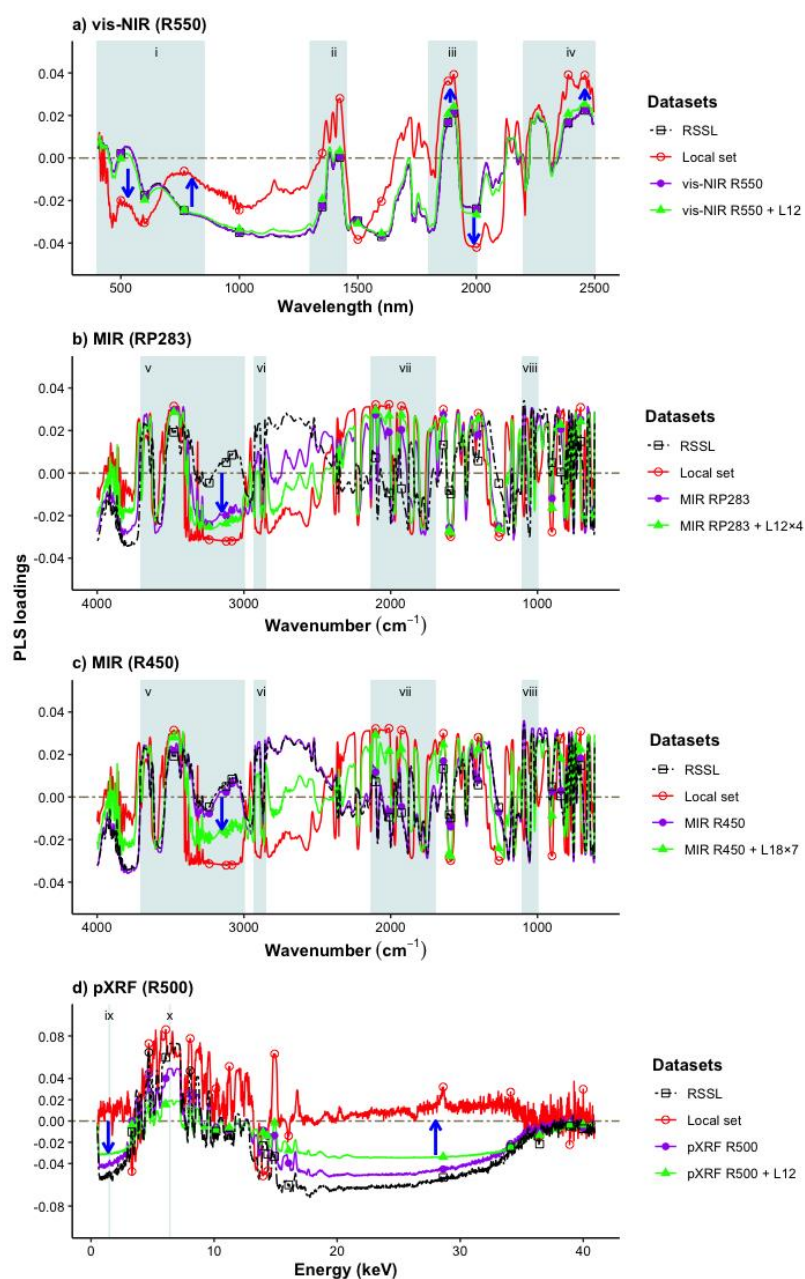 a) vis-NIR (R550)
i
ii
iii
iv
0.04
0.02
0.00
-0.02
-0.04
500
1000
1500
2000
2500
Wavelength (nm)
Datasets
RSSL
Local set
vis-NIR R550
vis-NIR R550 + L12
b) MIR (RP283)
v
vi
vii
viii
0.04
0.02
0.00
-0.02
-0.04
4000
3000
2000
1000
Wavenumber (cm⁻¹)
Datasets
RSSL
Local set
MIR RP283
MIR RP283 + L12×4
PLS loadings
c) MIR (R450)
v
vi
vii
viii
0.04
0.02
0.00
-0.02
-0.04
4000
3000
2000
1000
Wavenumber (cm⁻¹)
Datasets
RSSL
Local set
MIR R450
MIR R450 + L18×7
d) pXRF (R500)
ix
x
0.08
0.04
0.02
0.00
-0.02
-0.04
-0.08
0
10
20
30
40
Energy (keV)
Datasets
RSSL
Local set
pXRF R500
pXRF R500 + L12